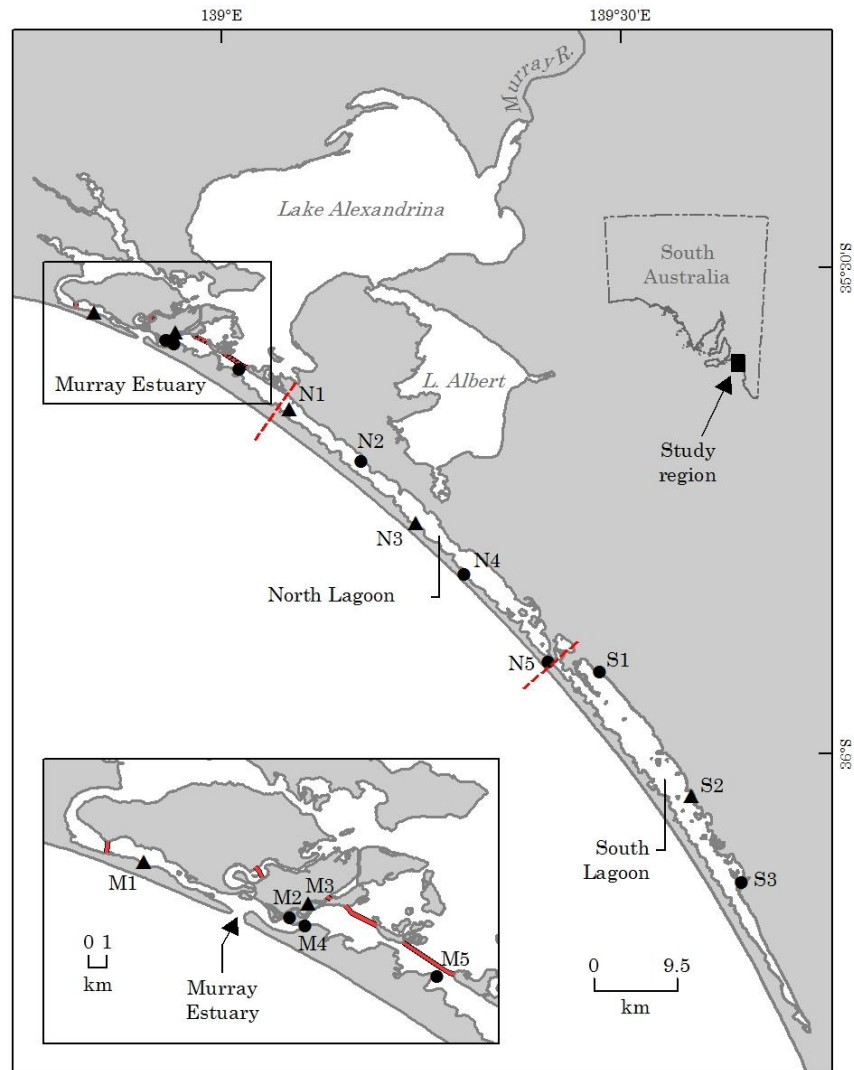 139°E
139°30'E
Murray R.
Lake Alexandrina
South
Australia
35°30'S
Murray Estuary
N1
L. Albert
N2
Study
region
N3
N4
North Lagoon
N5
S1
36°S
S2
South
Lagoon
S3
M1
M3
M2
M4
M5
0 1
km
Murray
Estuary
0 9.5
km